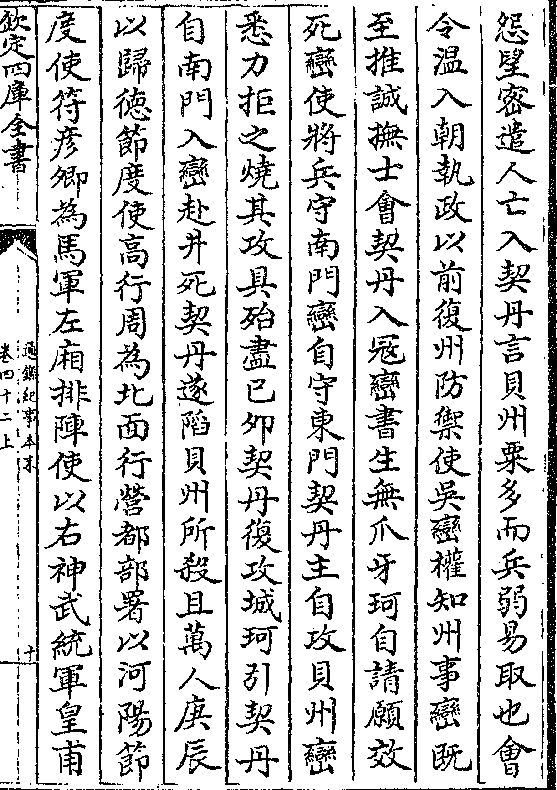 怨望密遣人亡入契丹言貝州粟多而兵弱易取也會
令温入朝執政以前復州防禦使吳巒權知州事巒既
至推誠撫士會契丹入冦巒書生無爪牙珂自請願效
死巒使將兵守南門巒自守東門契丹主自攻貝州巒
悉力拒之燒其攻具殆盡已夘契丹復攻城珂引契丹
自南門入巒赴井死契丹遂陷貝州所殺且萬人庚辰
以歸德節度使高行周為北面行營都部署以河陽節
度使符彦卿為馬軍左廂排陣使以右神武統軍皇甫
欽定四庫全書
通鑑紀事本末
卷四十二上
十